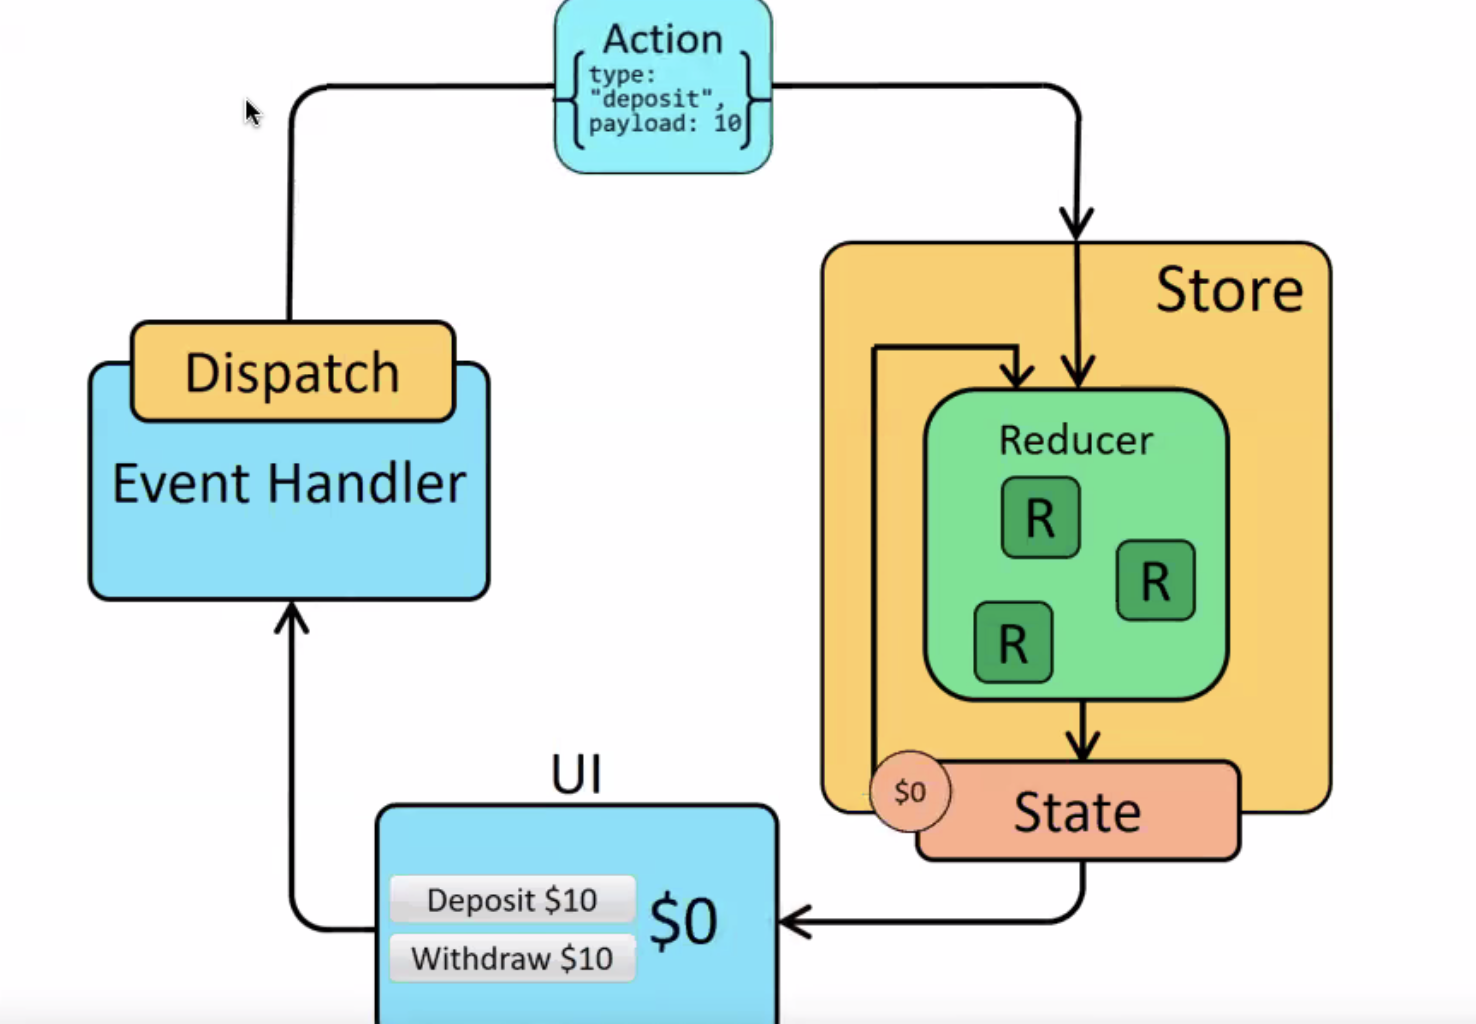 Action
type:
"deposit",
payload: 10
Store
Dispatch
Event Handler
Reducer
R
R
R
$0
State
UI
Deposit $10
$0
Withdraw $10